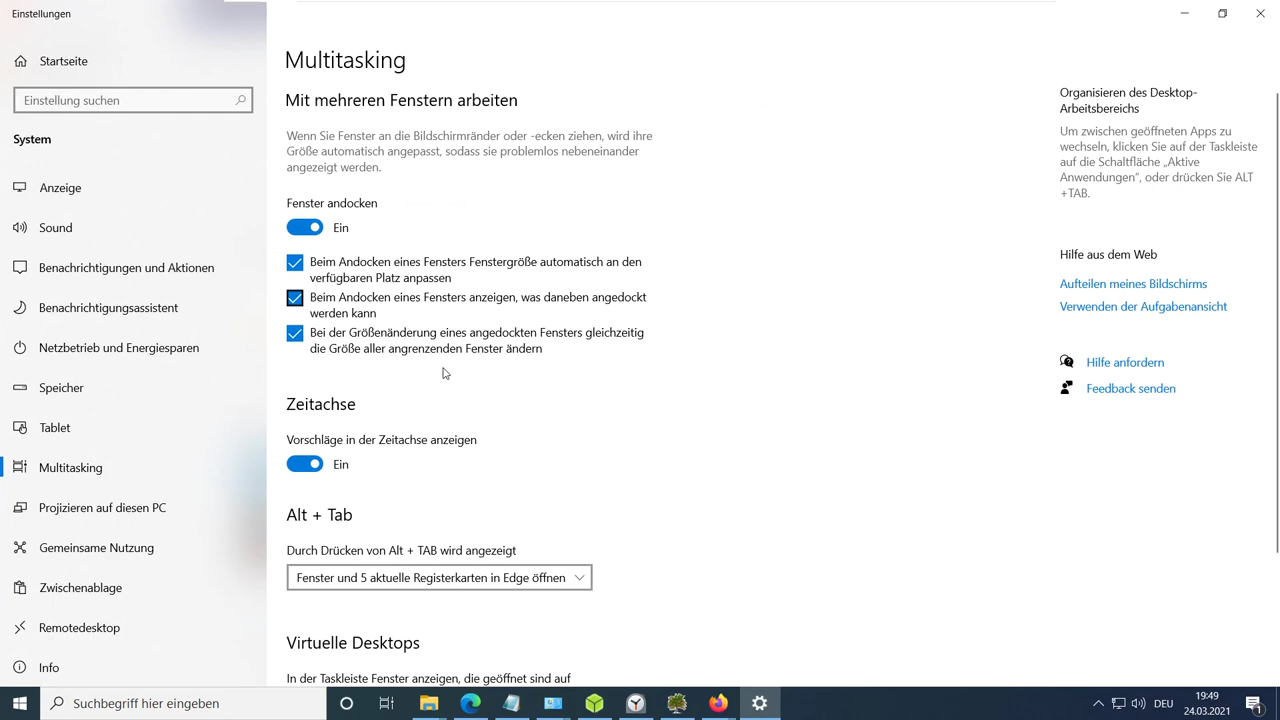 Einstellungen
Startseite
Einstellung suchen
System
Anzeige
Sound
Benachrichtigungen und Aktionen
Benachrichtigungsassistent
Netzbetrieb und Energiesparen
Speicher
Tablet
Multitasking
Projizieren auf diesen PC
Gemeinsame Nutzung
Zwischenablage
Remotedesktop
Info
Multitasking
Mit mehreren Fenstern arbeiten
Wenn Sie Fenster an die Bildschirmränder oder -ecken ziehen, wird ihre
Größe automatisch angepasst, sodass sie problemlos nebeneinander
angezeigt werden.
Fenster andocken
Ein
Beim Andocken eines Fensters Fenstergröße automatisch an den
verfügbaren Platz anpassen
Beim Andocken eines Fensters anzeigen, was daneben angedockt
werden kann
Bei der Größenänderung eines angedockten Fensters gleichzeitig
die Größe aller angrenzenden Fenster ändern
Zeitachse
Vorschläge in der Zeitachse anzeigen
Ein
Alt + Tab
Durch Drücken von Alt + TAB wird angezeigt
Fenster und 5 aktuelle Registerkarten in Edge öffnen
Virtuelle Desktops
In der Taskleiste Fenster anzeigen, die geöffnet sind auf
Organisieren des Desktop-
Arbeitsbereichs
Um zwischen geöffneten Apps zu
wechseln, klicken Sie auf der Taskleiste
auf die Schaltfläche „Aktive
Anwendungen“, oder drücken Sie ALT
+TAB.
Hilfe aus dem Web
Aufteilen meines Bildschirms
Verwenden der Aufgabenansicht
Hilfe anfordern
Feedback senden
Suchbegriff hier eingeben
DEU
19:49
24.03.2021
1